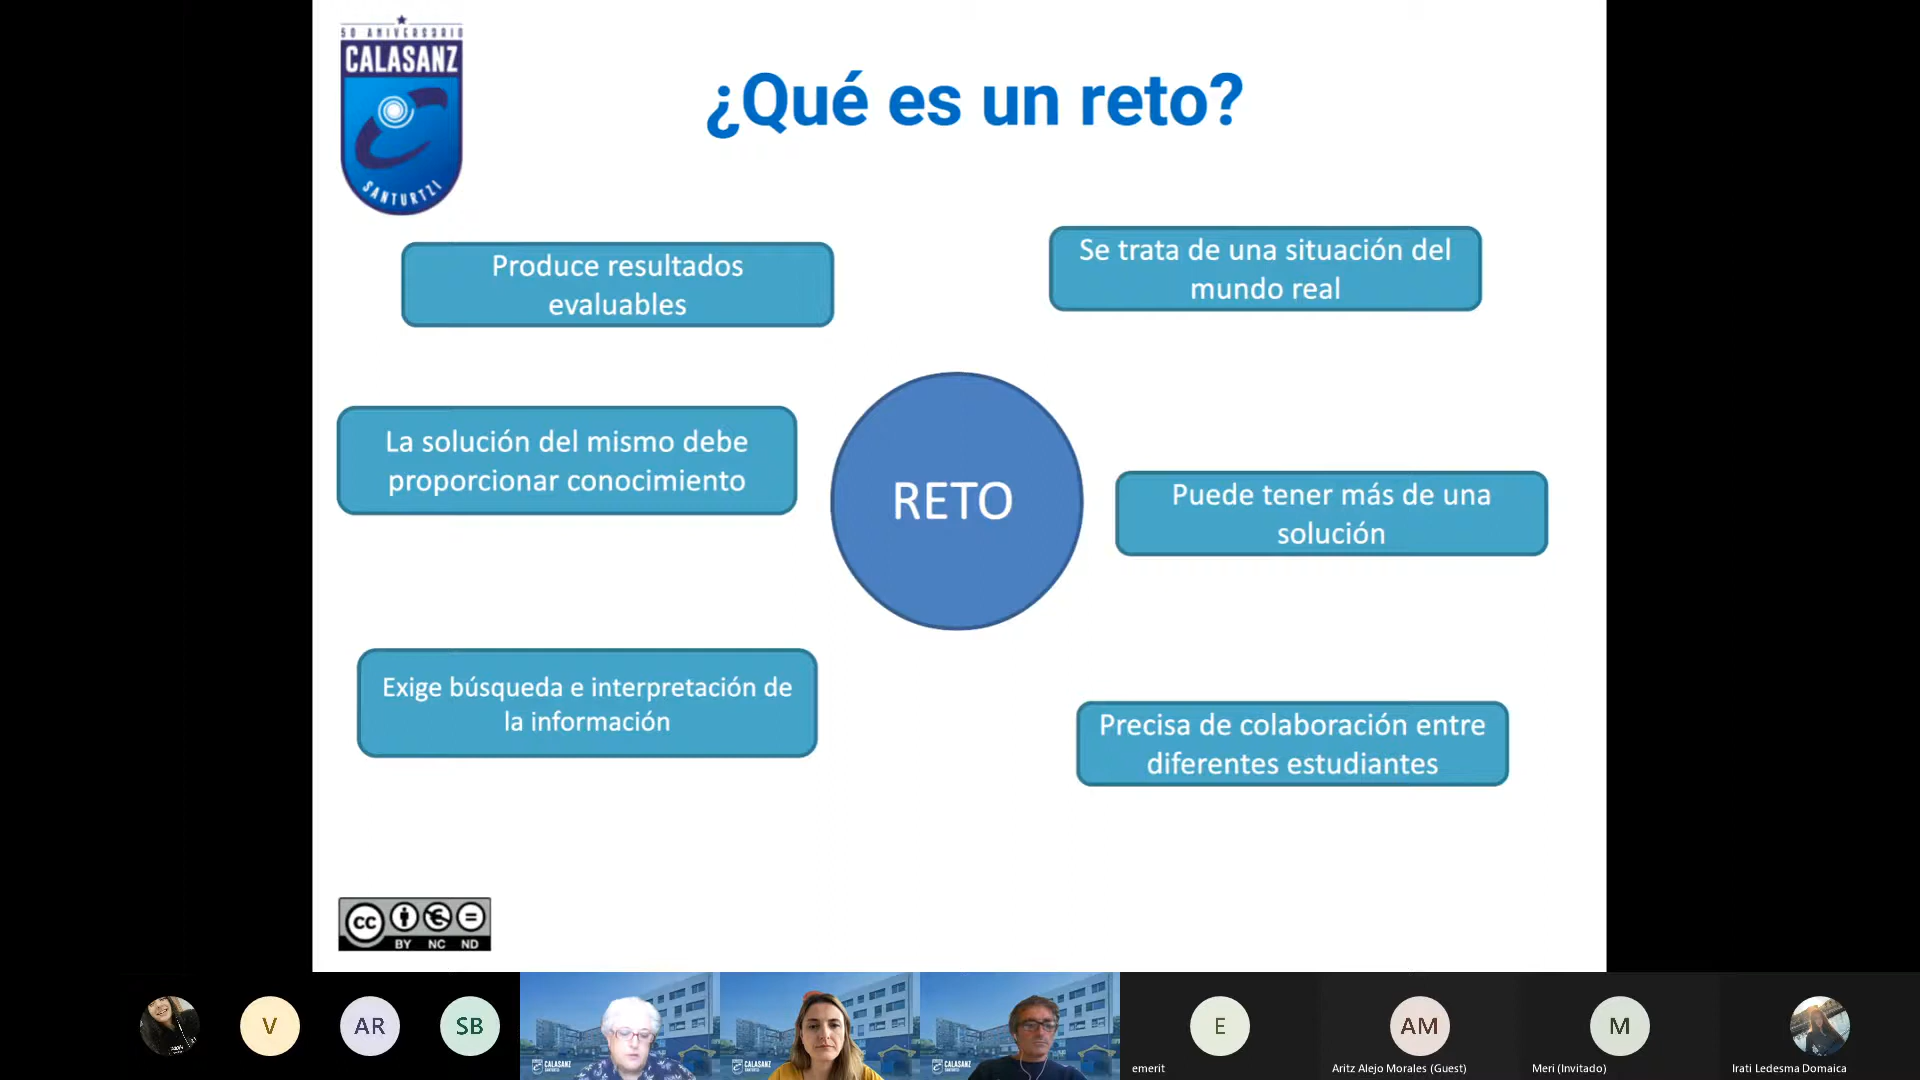 50 ANIVERSARIO
CALASANZ
SANTURTZI
¿Qué es un reto?
Produce resultados
evaluables
Se trata de una situación del
mundo real
La solución del mismo debe
proporcionar conocimiento
RETO
Puede tener más de una
solución
Exige búsqueda e interpretación de
la información
Precisa de colaboración entre
diferentes estudiantes
cc
BY NC ND
V
AR
SB
CALASANZ
CALASANZ
CALASANZ
E
emerit
AM
Aritz Alejo Morales (Guest)
M
Meri (Invitado)
Irati Ledesma Domaica